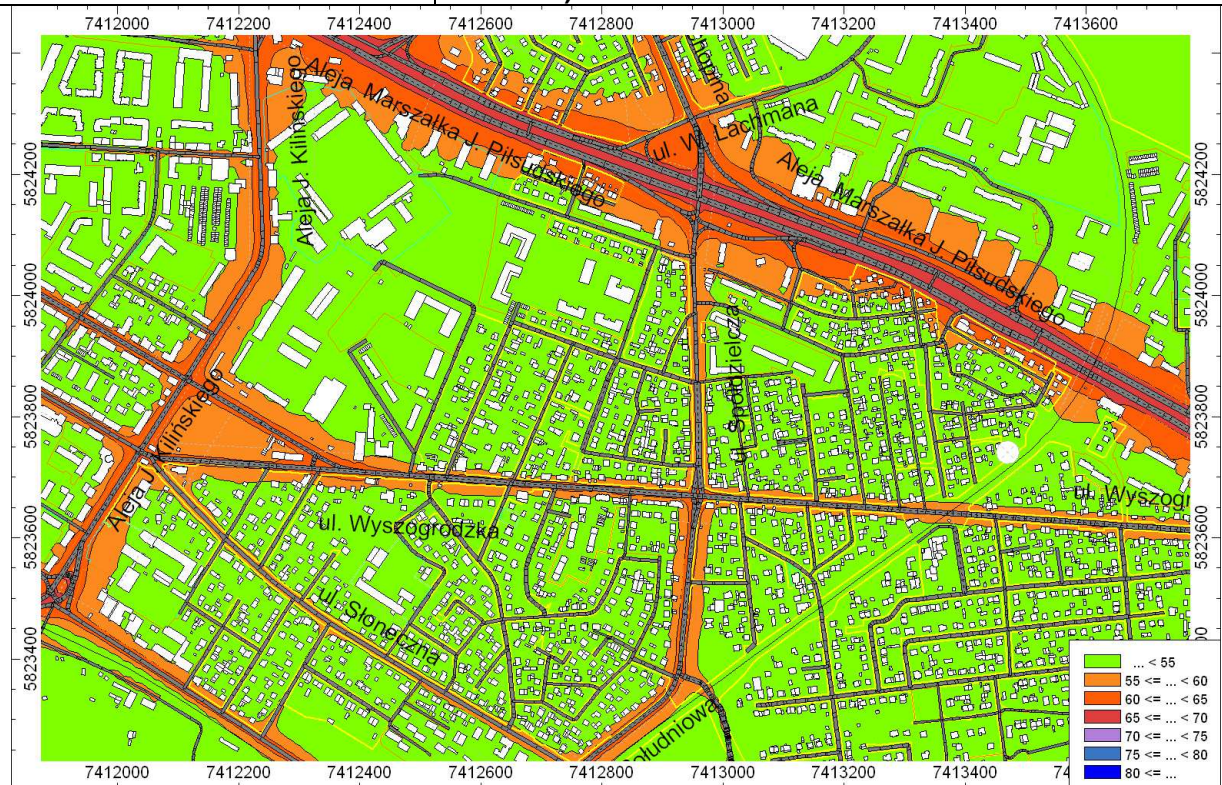 7412000 7412200 7412400 7412600 7412800 7413000 7413200 7413400 7413600
5824200
5824000
5823800
5823600
5823400
Aleja Marszałka J. Piłsudskiego
Aleja J. Kilińskiego
hopina
ul. W. Lachmana
Aleja Marszałka J. Piłsudskiego
5824200
5824000
5823800
5823600
ul. Spółdzielcza
Aleja J. Kilińskiego
ul. Wyszogrodzka
ul. Wyszogr
ul. Słoneczna
ołudniowa
... < 55
55 <= ... < 60
60 <= ... < 65
65 <= ... < 70
70 <= ... < 75
75 <= ... < 80
80 <= ...
7412000 7412200 7412400 7412600 7412800 7413000 7413200 7413400